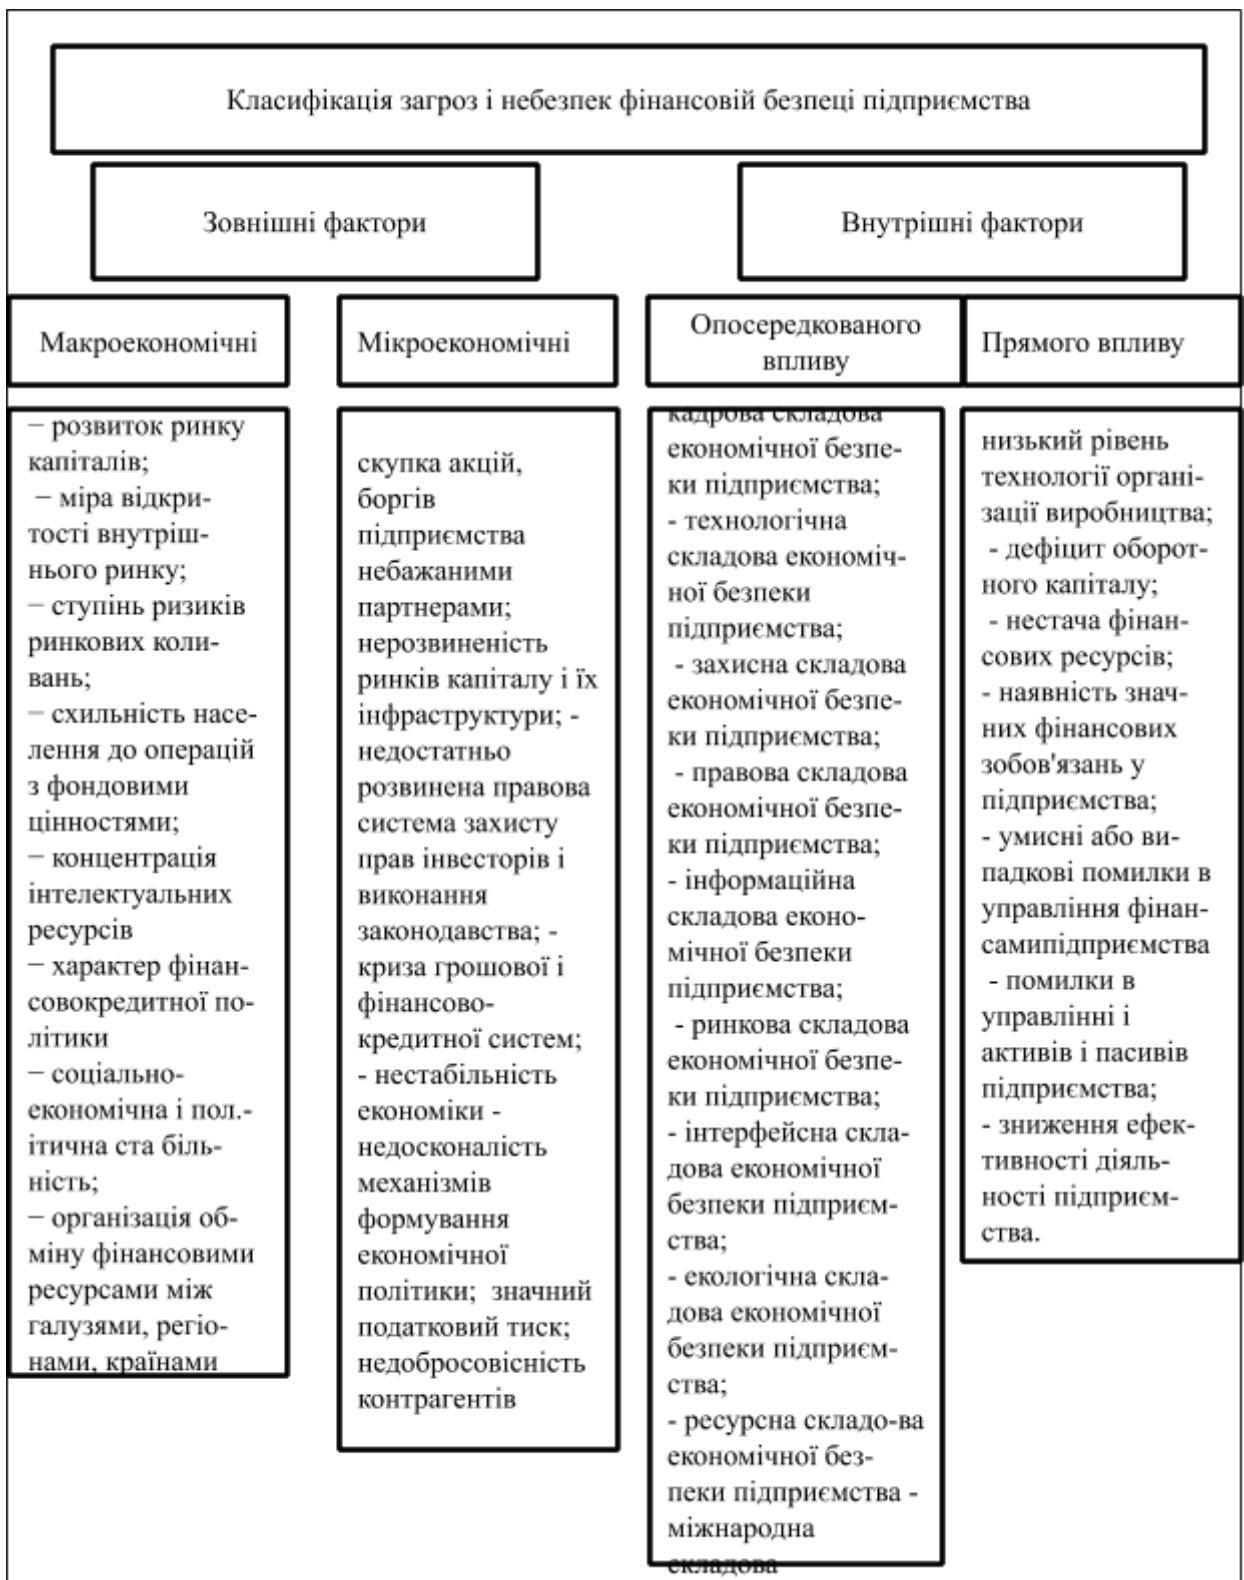 Класифікація загроз і небезпек фінансовій безпеці підприємства
Зовнішні фактори
Внутрішні фактори
Макроекономічні
Мікроекономічні
Опосередкованого
впливу
Прямого впливу
− розвиток ринку
капіталів;
− міра відкри-
тості внутріш-
нього ринку;
− ступінь ризиків
ринкових коли-
вань;
− схильність насе-
лення до операцій
з фондовими
цінностями;
− концентрація
інтелектуальних
ресурсів
− характер фінан-
совокредитної по-
літики
− соціально-
економічна і пол.-
ітична ста біль-
ність;
− організація об-
міну фінансовими
ресурсами між
галузями, регіо-
нами, країнами
скупка акцій,
боргів
підприємства
небажаними
партнерами;
нерозвиненість
ринків капіталу і їх
інфраструктури; -
недостатньо
розвинена правова
система захисту
прав інвесторів і
виконання
законодавства; -
криза грошової і
фінансово-
кредитної систем;
- нестабільність
економіки -
недосконалість
механізмів
формування
економічної
політики; значний
податковий тиск;
недобросовісність
контрагентів
кадрова складова
економічної безпе-
ки підприємства;
- технологічна
складова економіч-
ної безпеки
підприємства;
- захисна складова
економічної безпе-
ки підприємства;
- правова складова
економічної безпе-
ки підприємства;
- інформаційна
складова еконо-
мічної безпеки
підприємства;
- ринкова складова
економічної безпе-
ки підприємства;
- інтерфейсна скла-
дова економічної
безпеки підприєм-
ства;
- екологічна скла-
дова економічної
безпеки підприєм-
ства;
- ресурсна складо-ва
економічної без-
пеки підприємства -
міжнародна
складова
низький рівень
технології органі-
зації виробництва;
- дефіцит оборот-
ного капіталу;
- нестача фінан-
сових ресурсів;
- наявність знач-
них фінансових
зобов'язань у
підприємства;
- умисні або ви-
падкові помилки в
управління фінан-
самипідприємства
- помилки в
управлінні і
активів і пасивів
підприємства;
- зниження ефек-
тивності діяль-
ності підприєм-
ства.